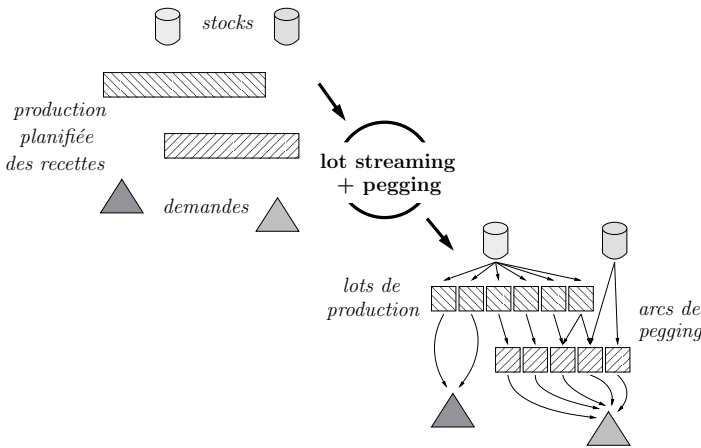 stocks
production
planifiée
des recettes
demandes
lot streaming
+ pegging
lots de
production
arcs de
pegging